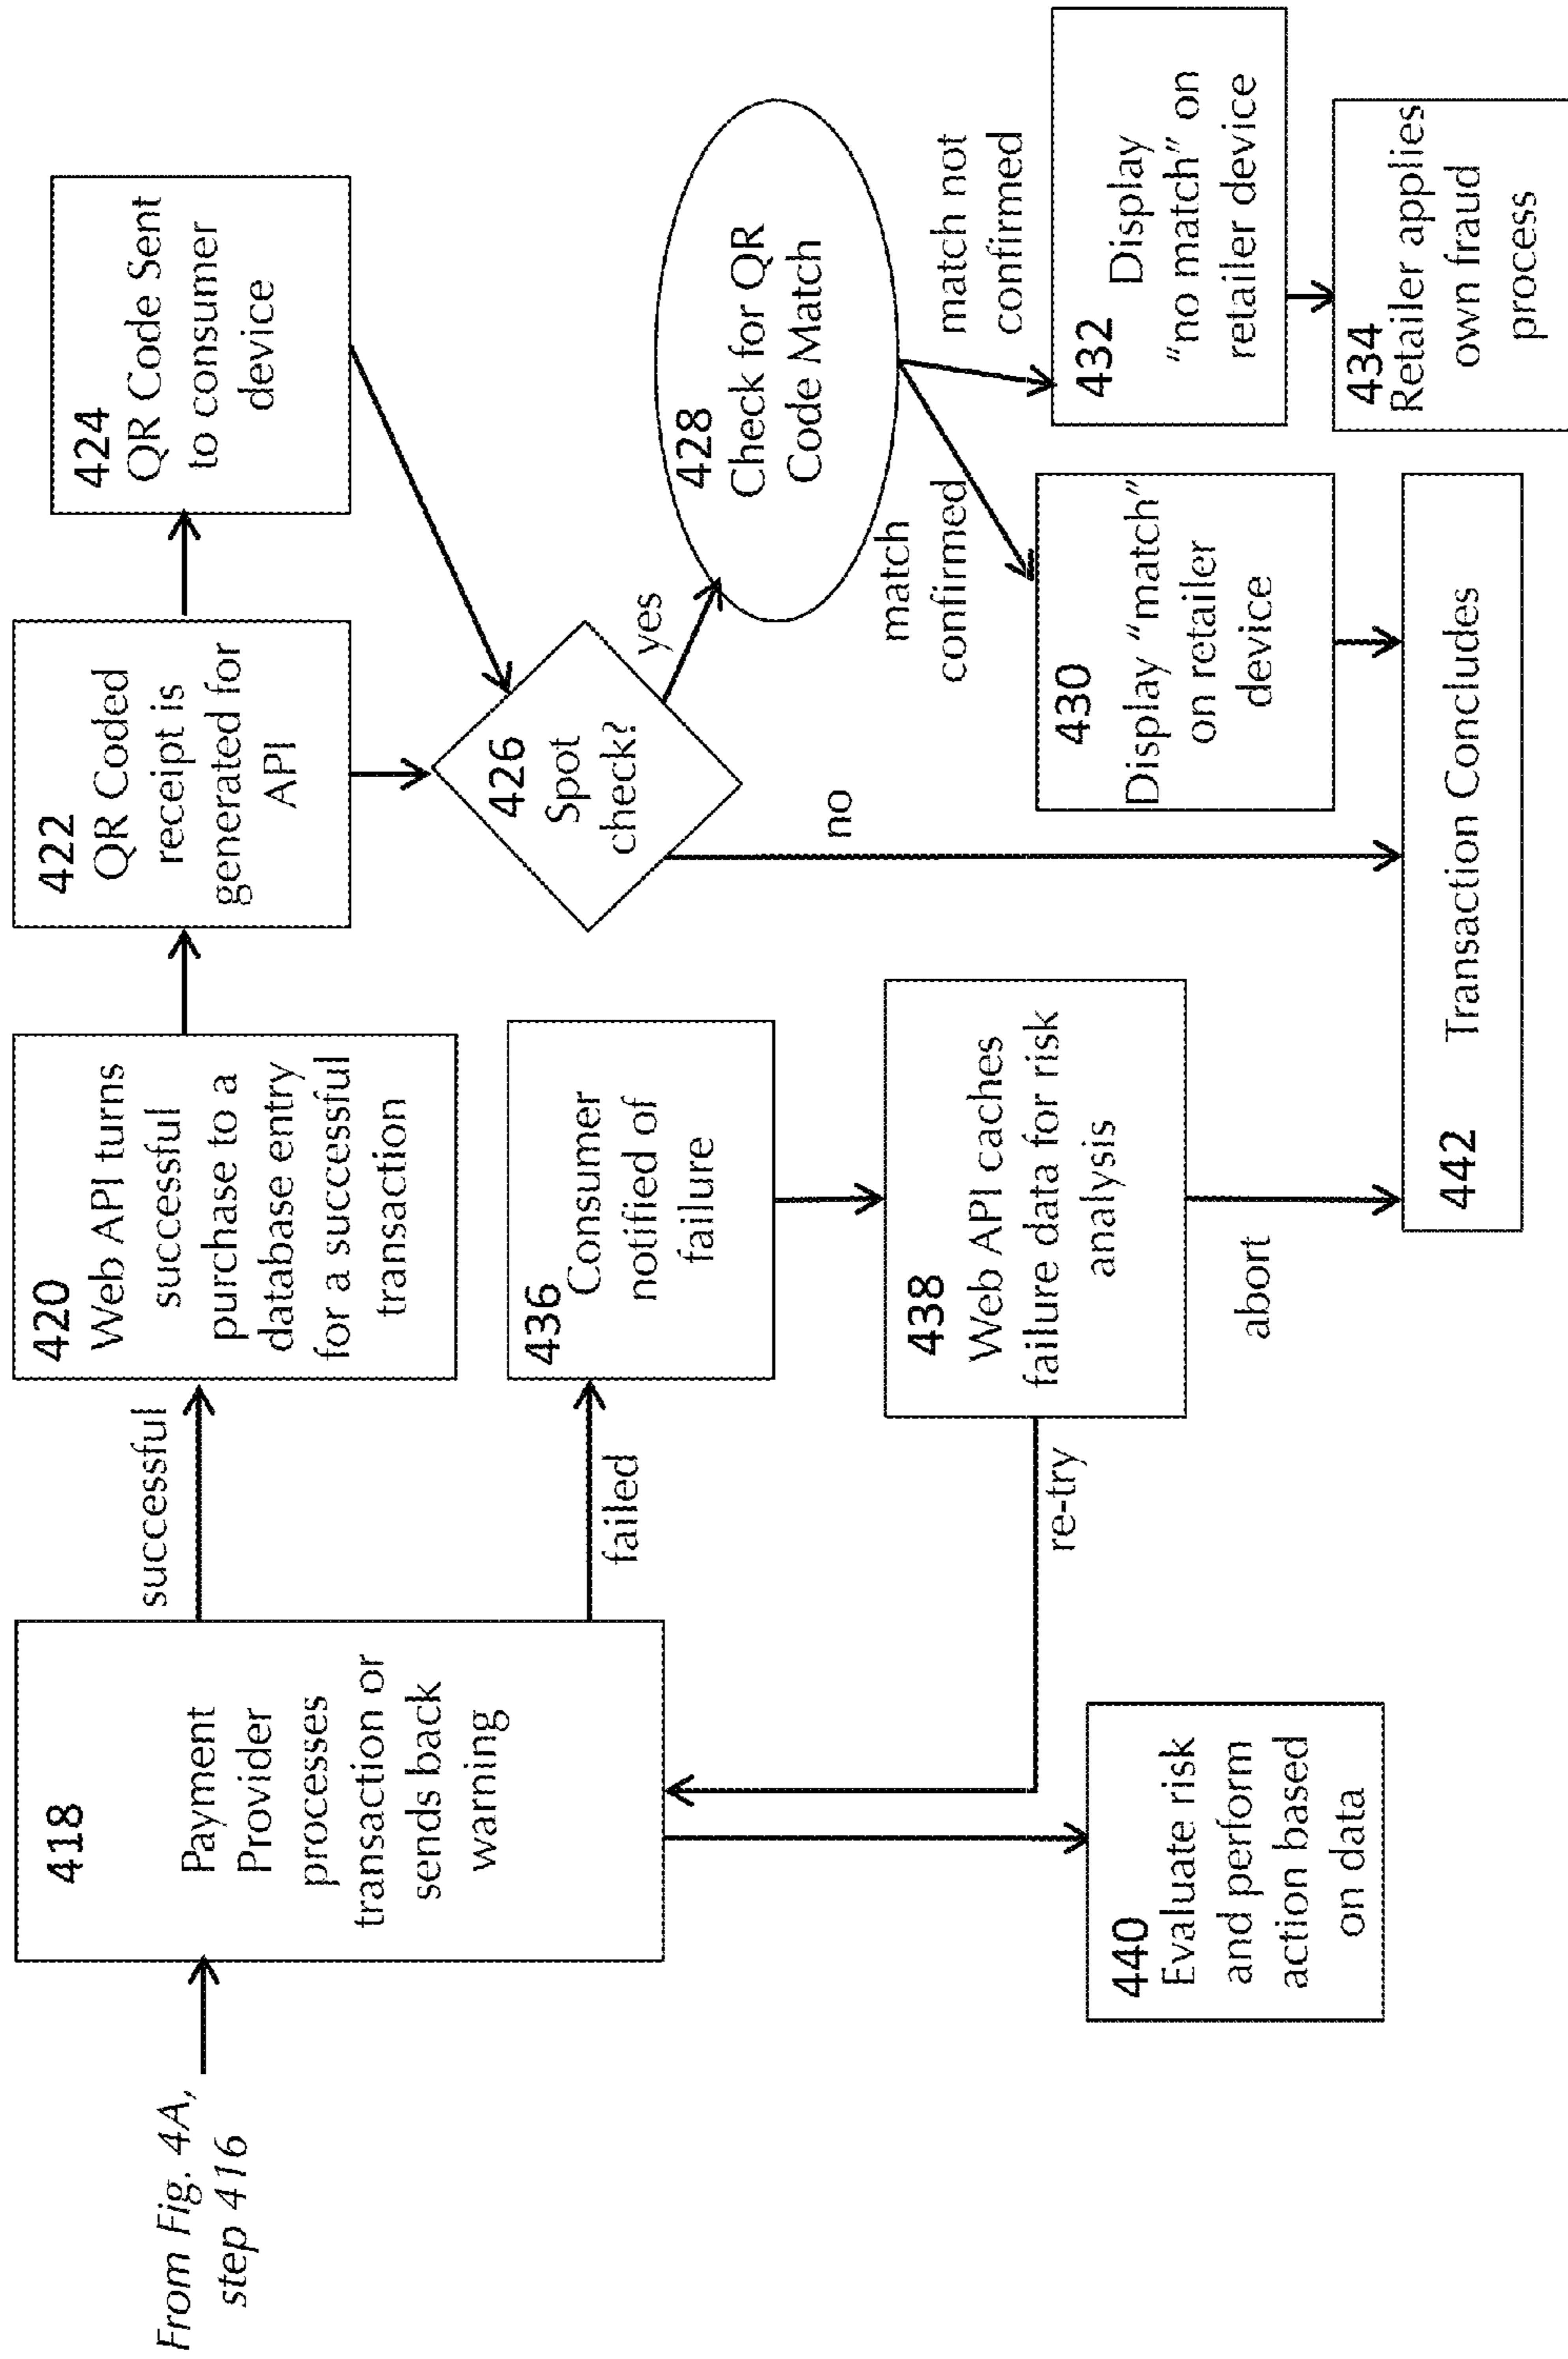 From Fig. 4A,
step 416
418
Payment
Provider
processes
transaction or
sends back
warning
successful
failed
420
Web API turns
successful
purchase to a
database entry
for a successful
transaction
422
QR Coded
receipt is
generated for
API
424
QR Code Sent
to consumer
device
426
Spot
check?
yes
no
428
Check for QR
Code Match
match
confirmed
match not
confirmed
430
Display “match”
on retailer
device
432
Display
“no match” on
retailer device
434
Retailer applies
own fraud
process
436
Consumer
notified of
failure
438
Web API caches
failure data for risk
analysis
re-try
abort
440
Evaluate risk
and perform
action based
on data
442
Transaction Concludes